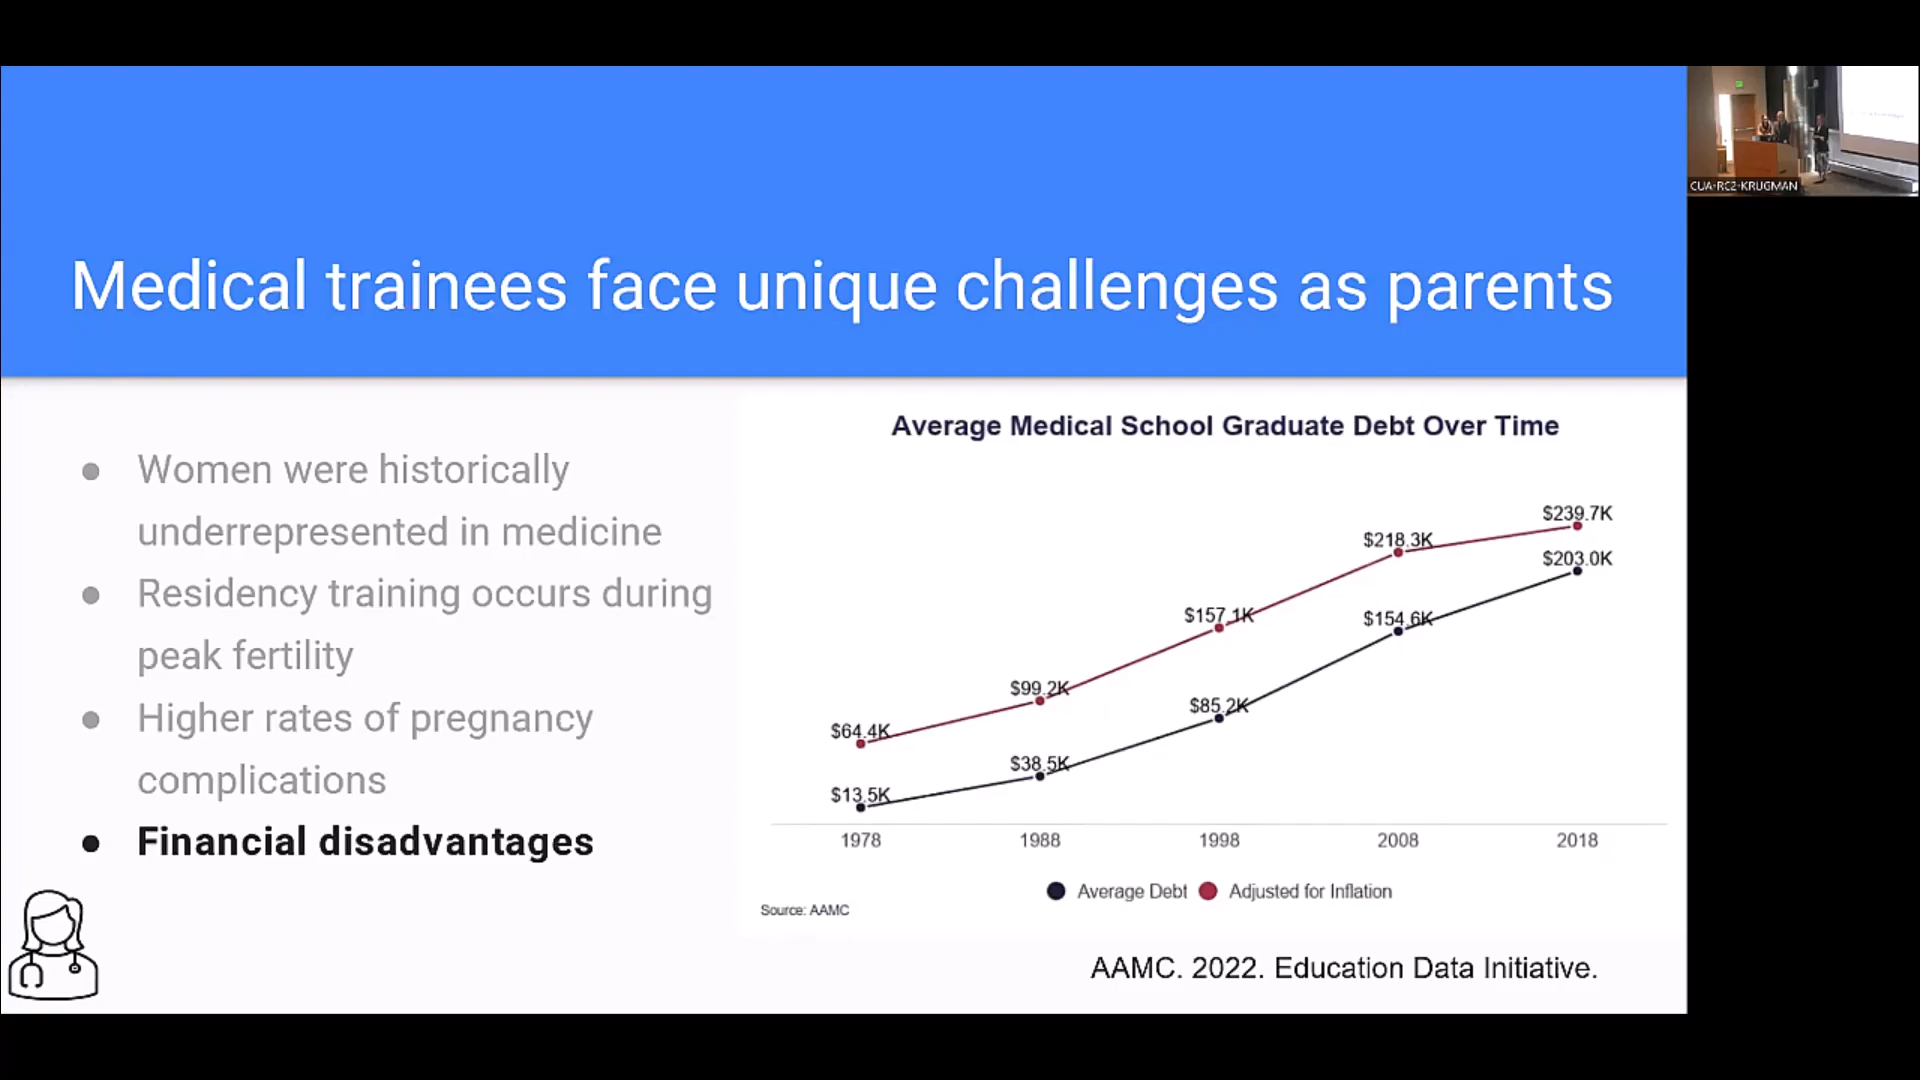 Medical trainees face unique challenges as parents
● Women were historically
underrepresented in medicine
● Residency training occurs during
peak fertility
● Higher rates of pregnancy
complications
● Financial disadvantages
Average Medical School Graduate Debt Over Time
$239.7K
$218.3K
$203.0K
$157.1K
$154.6K
$99.2K
$85.2K
$64.4K
$38.5K
$13.5K
1978 1988 1998 2008 2018
Average Debt Adjusted for Inflation
Source: AAMC
AAMC. 2022. Education Data Initiative.
CUA-RC2-KRUGMAN